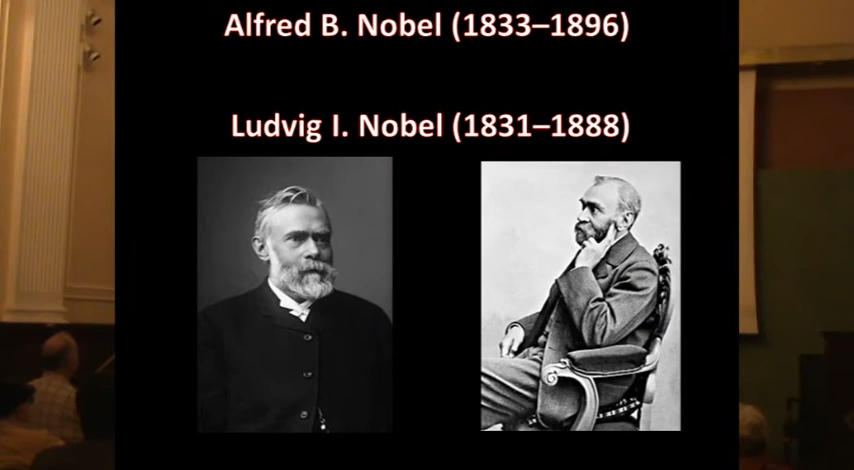 Alfred B. Nobel (1833–1896)
Ludvig I. Nobel (1831–1888)